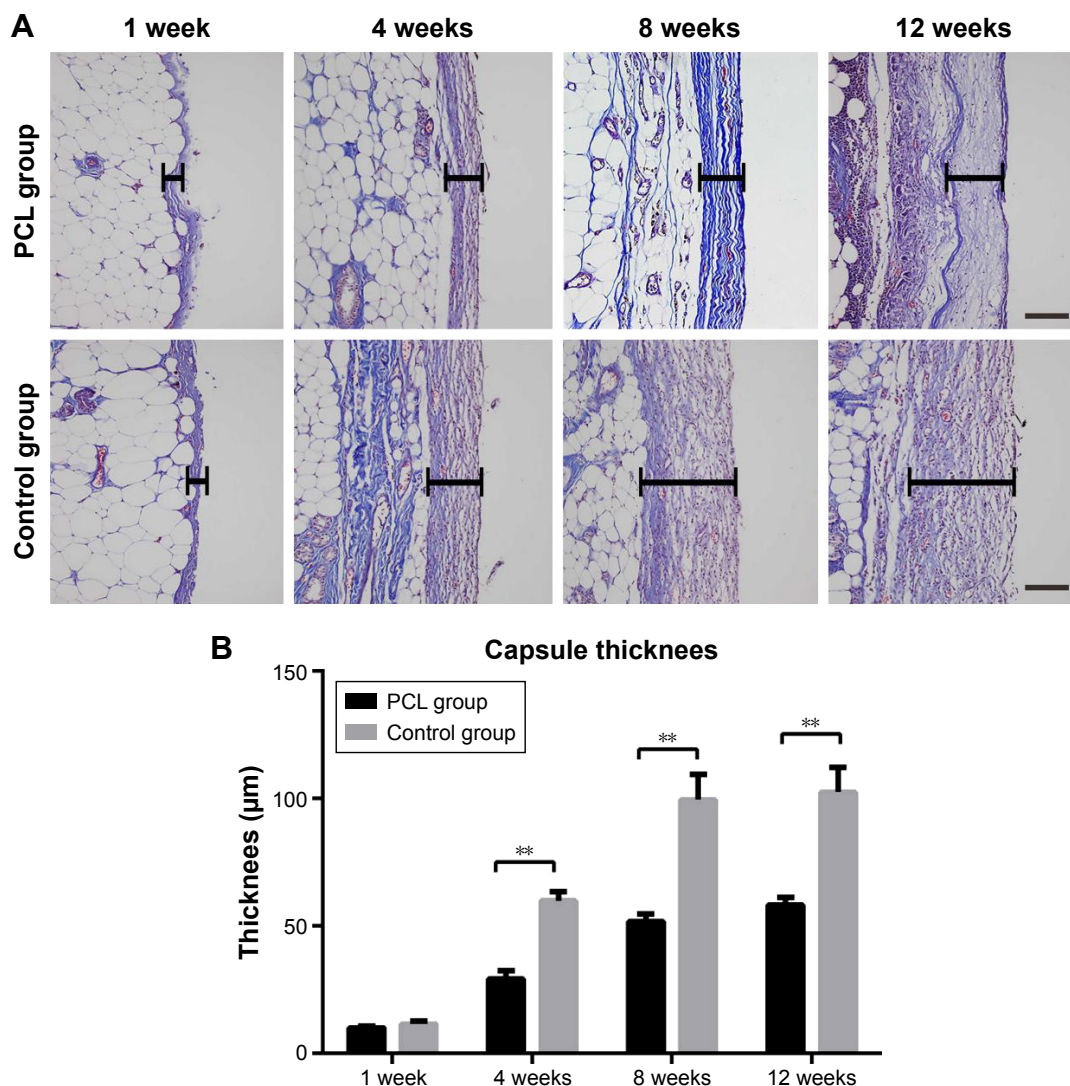 A
1 week
4 weeks
8 weeks
12 weeks
PCL group
Control group
B
Capsule thicknees
150
100
50
0
Thicknees (μm)
PCL group
Control group
**
**
**
1 week
4 weeks
8 weeks
12 weeks